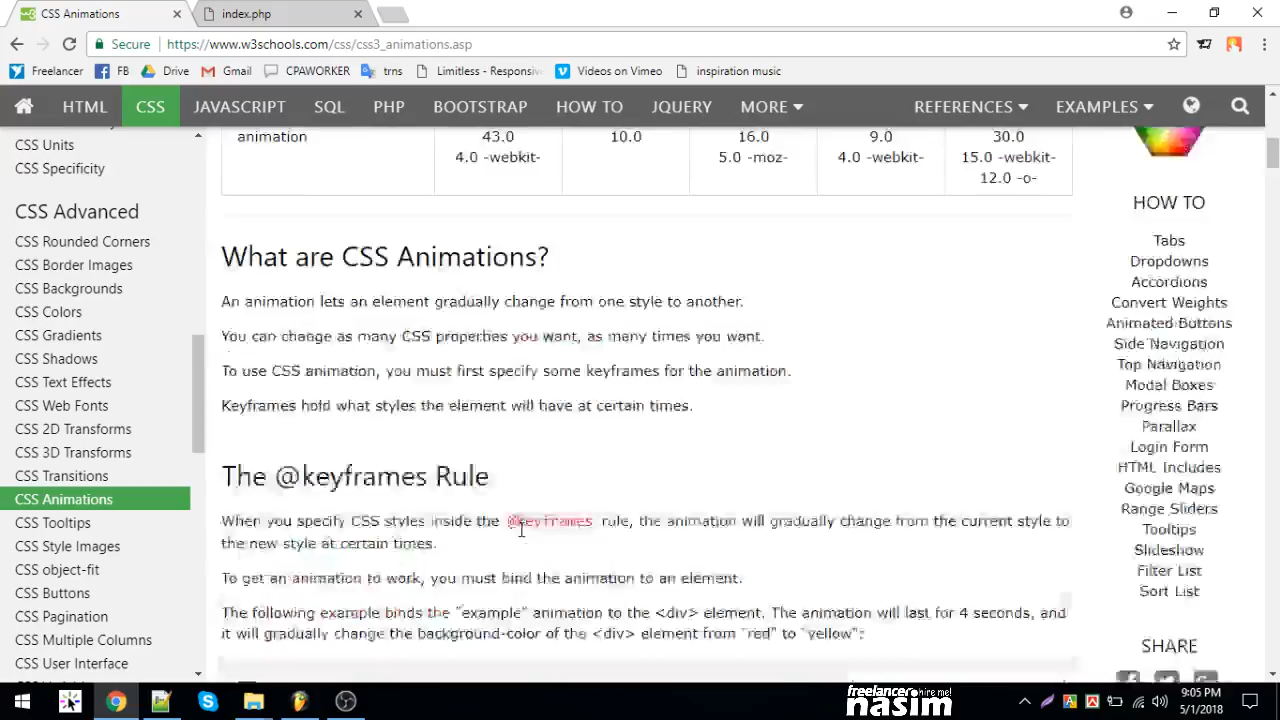 CSS Animations
index.php
Secure
https://www.w3schools.com/css/css3_animations.asp
Freelancer
FB
Drive
Gmail
CPAWORKER
trns
Limitless - Responsiv
Videos on Vimeo
inspiration music
HTML
CSS
JAVASCRIPT
SQL
PHP
BOOTSTRAP
HOW TO
JQUERY
MORE
REFERENCES
EXAMPLES
CSS Units
CSS Specificity
CSS Advanced
CSS Rounded Corners
CSS Border Images
CSS Backgrounds
CSS Colors
CSS Gradients
CSS Shadows
CSS Text Effects
CSS Web Fonts
CSS 2D Transforms
CSS 3D Transforms
CSS Transitions
CSS Animations
CSS Tooltips
CSS Style Images
CSS object-fit
CSS Buttons
CSS Pagination
CSS Multiple Columns
CSS User Interface
animation 43.0 10.0 16.0 9.0 30.0
4.0 -webkit- 5.0 -moz- 4.0 -webkit- 15.0 -webkit-
12.0 -o-
What are CSS Animations?
An animation lets an element gradually change from one style to another.
You can change as many CSS properties you want, as many times you want.
To use CSS animation, you must first specify some keyframes for the animation.
Keyframes hold what styles the element will have at certain times.
The @keyframes Rule
When you specify CSS styles inside the @keyframes rule, the animation will gradually change from the current style to
the new style at certain times.
To get an animation to work, you must bind the animation to an element.
The following example binds the "example" animation to the <div> element. The animation will last for 4 seconds, and
it will gradually change the background-color of the <div> element from "red" to "yellow":
HOW TO
Tabs
Dropdowns
Accordions
Convert Weights
Animated Buttons
Side Navigation
Top Navigation
Modal Boxes
Progress Bars
Parallax
Login Form
HTML Includes
Google Maps
Range Sliders
Tooltips
Slideshow
Filter List
Sort List
SHARE
freelancer hire me!
nasim
9:05 PM
5/1/2018